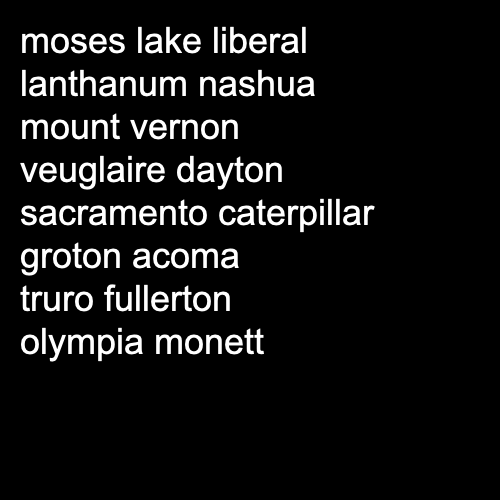 moses lake liberal
lanthanum nashua
mount vernon
veuglaire dayton
sacramento caterpillar
groton acoma
truro fullerton
olympia monett